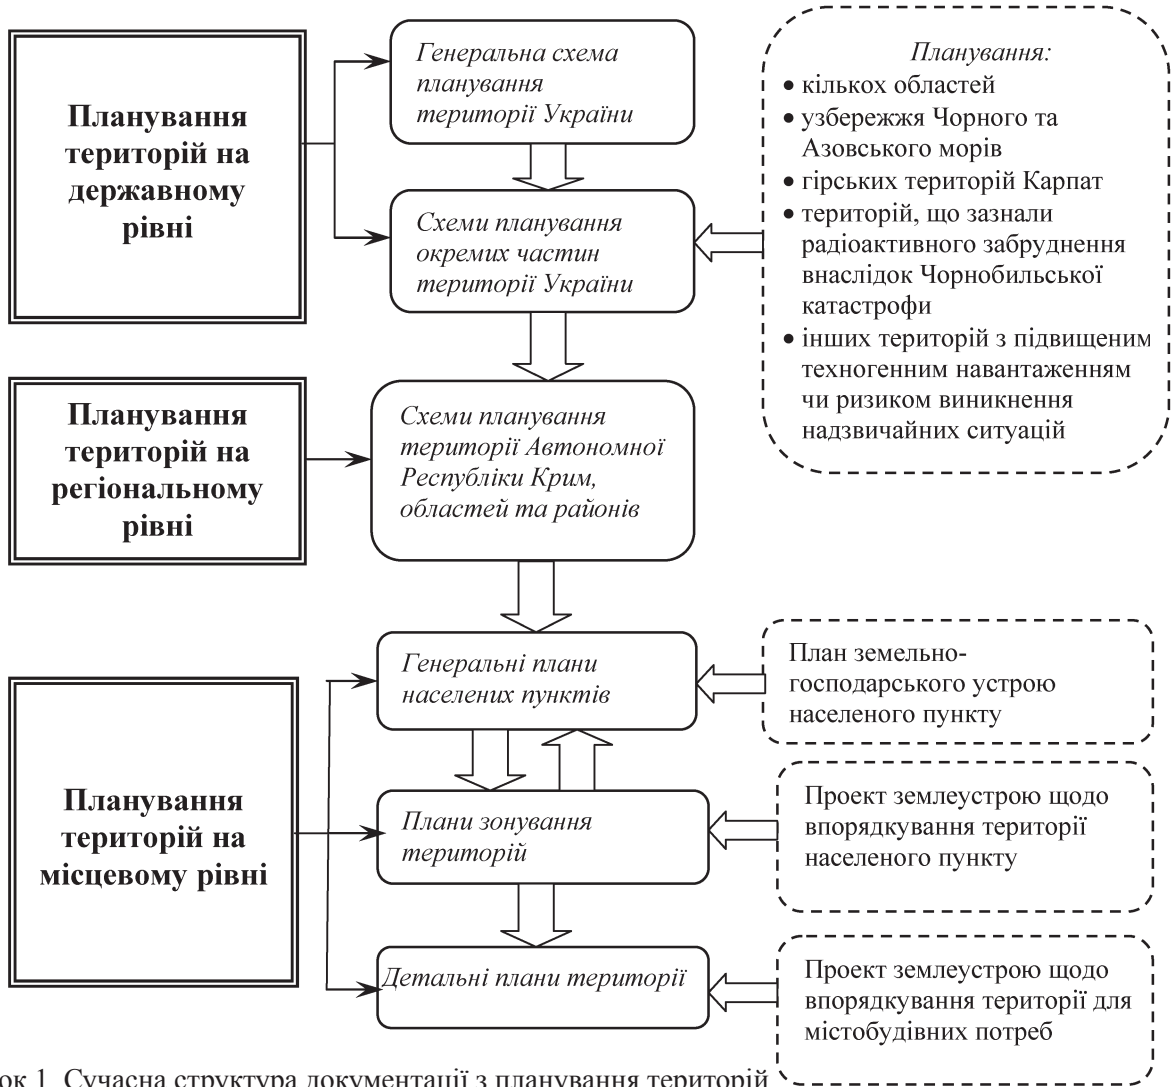 Планування
територій на
державному
рівні
Генеральна схема
планування
території України
Схеми планування
окремих частин
території України
Планування:
• кількох областей
• узбережжя Чорного та
Азовського морів
• гірських територій Карпат
• територій, що зазнали
радіоактивного забруднення
внаслідок Чорнобильської
катастрофи
• інших територій з підвищеним
техногенним навантаженням
чи ризиком виникнення
надзвичайних ситуацій
Планування
територій на
регіональному
рівні
Схеми планування
території Автономної
Республіки Крим,
областей та районів
Планування
територій на
місцевому рівні
Генеральні плани
населених пунктів
План земельно-
господарського устрою
населеного пункту
Плани зонування
територій
Проект землеустрою щодо
впорядкування території
населеного пункту
Детальні плани території
Проект землеустрою щодо
впорядкування території для
містобудівних потреб
ок 1. Сучасна структура документації з планування територій